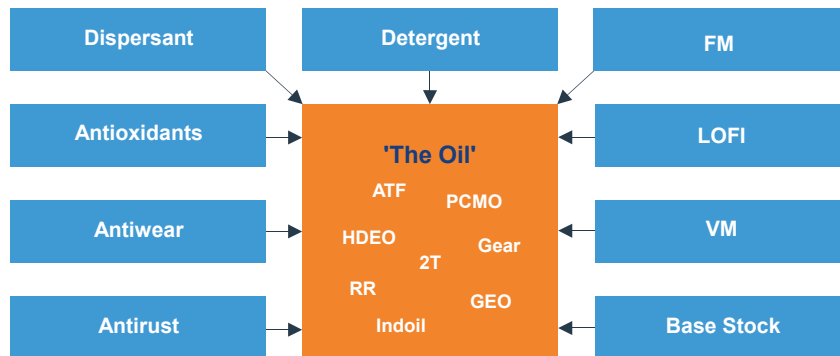 Dispersant
Detergent
FM
Antioxidants
LOFI
Antiwear
VM
Antirust
Base Stock
'The Oil'
ATF
PCMO
HDEO
Gear
2T
RR
GEO
Indoil